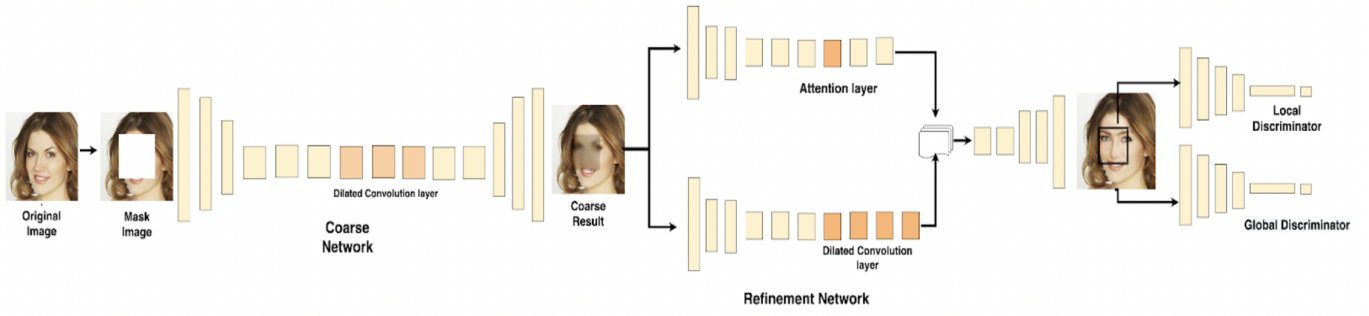 Original
Image
Mask
Image
Dilated Convolution layer
Coarse
Network
Coarse
Result
Attention layer
Dilated Convolution
layer
Refinement Network
Local
Discriminator
Global Discriminator